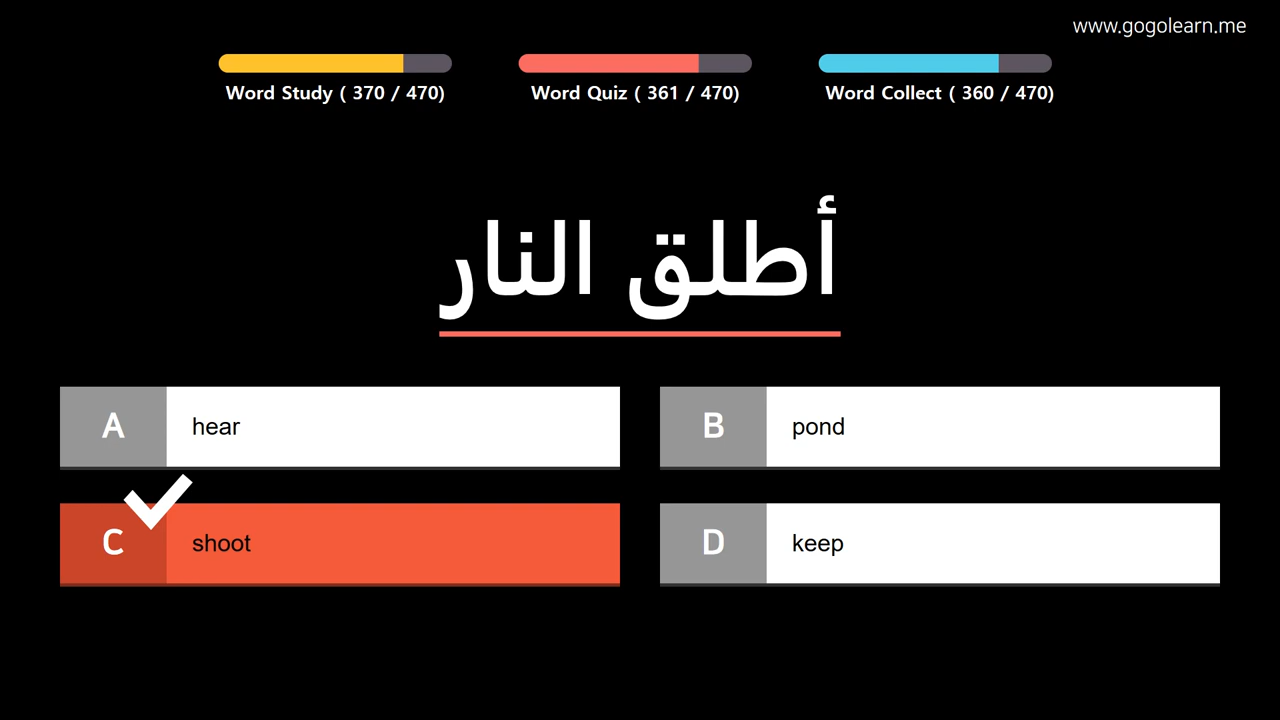 www.gogolearn.me
Word Study ( 370 / 470) Word Quiz ( 361 / 470) Word Collect ( 360 / 470)
أطلق النار
A hear B pond
C shoot D keep